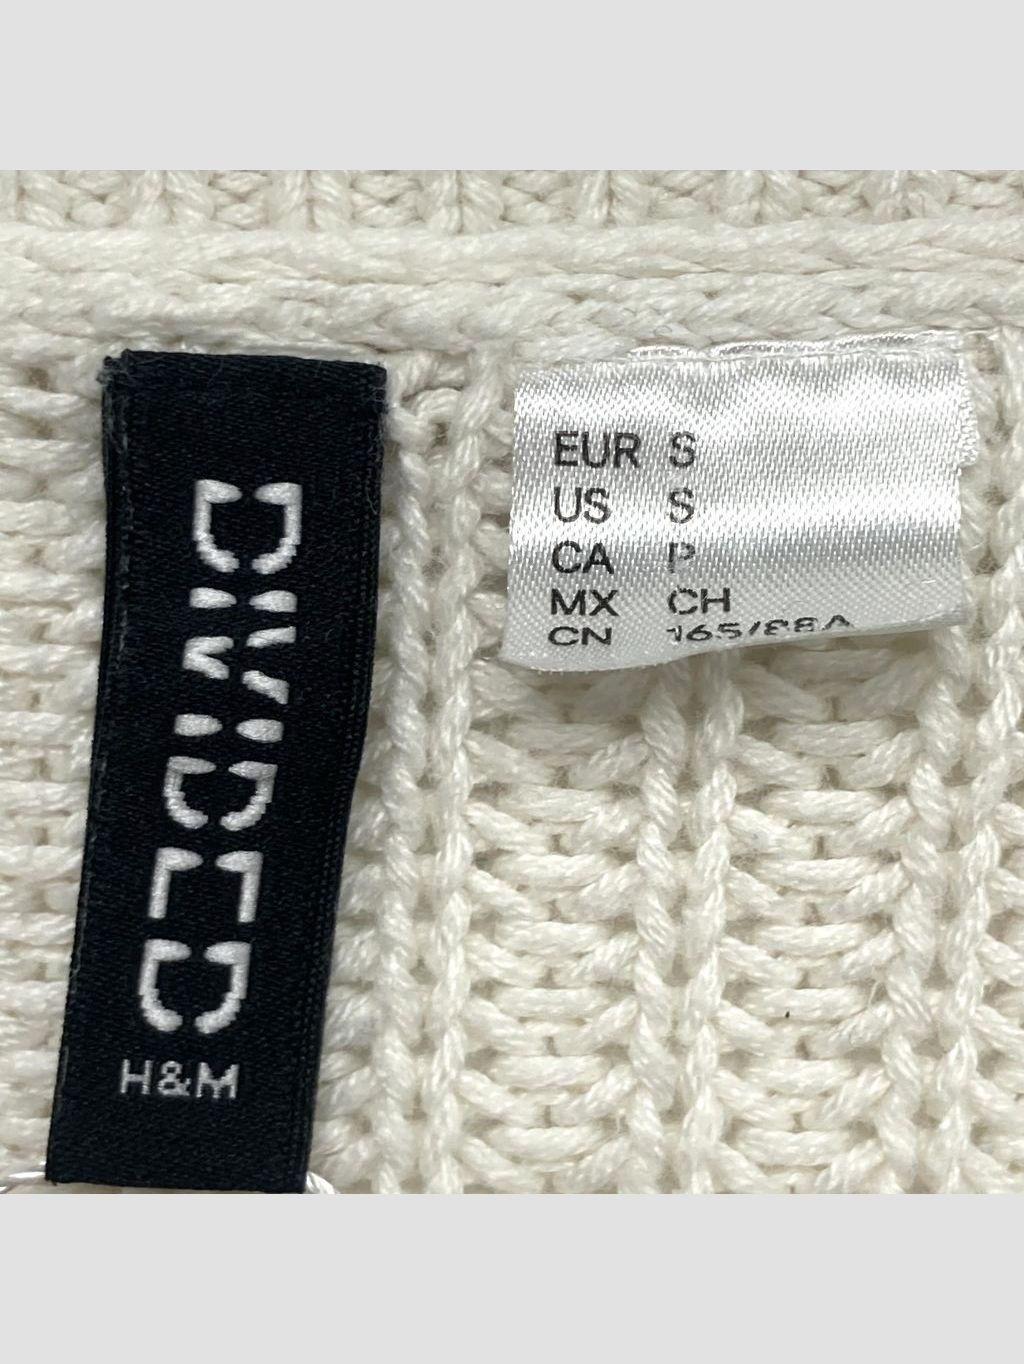 DIVIDED
H&M
EUR S
US S
CA P
MX CH
CN 165/88A